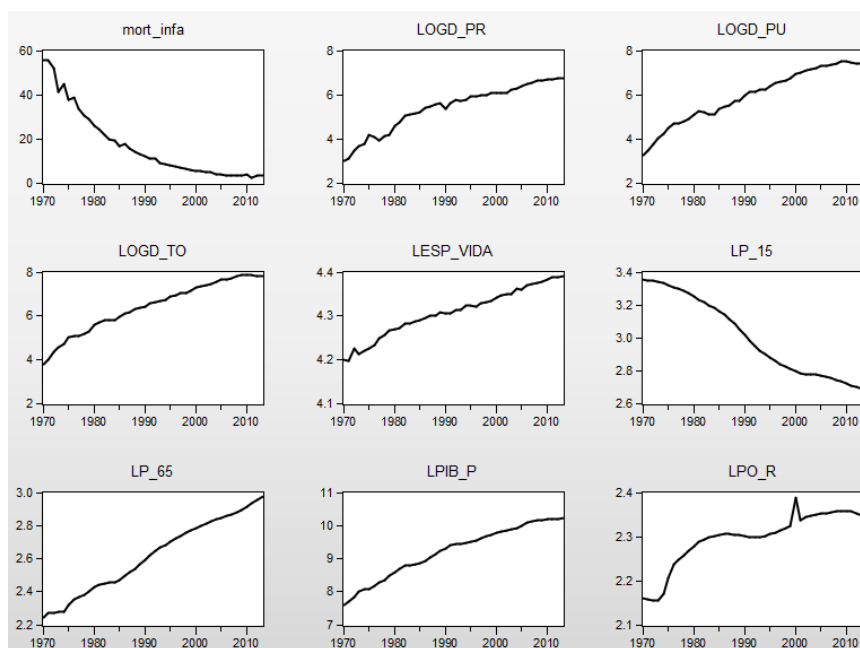 mort_infa LOGD_PR LOGD_PU
60 8 8
40 6 6
20 4 4
0 2 2
1970 1980 1990 2000 2010 1970 1980 1990 2000 2010 1970 1980 1990 2000 2010
LOGD_TO LESP_VIDA LP_15
8 4.4 3.4
6 4.3 3.2
3.0
4 4.2 2.8
2 4.1 2.6
1970 1980 1990 2000 2010 1970 1980 1990 2000 2010 1970 1980 1990 2000 2010
LP_65 LPIB_P LPO_R
3.0 11 2.4
2.8 10 2.3
2.6 9
2.4 8 2.2
2.2 7 2.1
1970 1980 1990 2000 2010 1970 1980 1990 2000 2010 1970 1980 1990 2000 2010